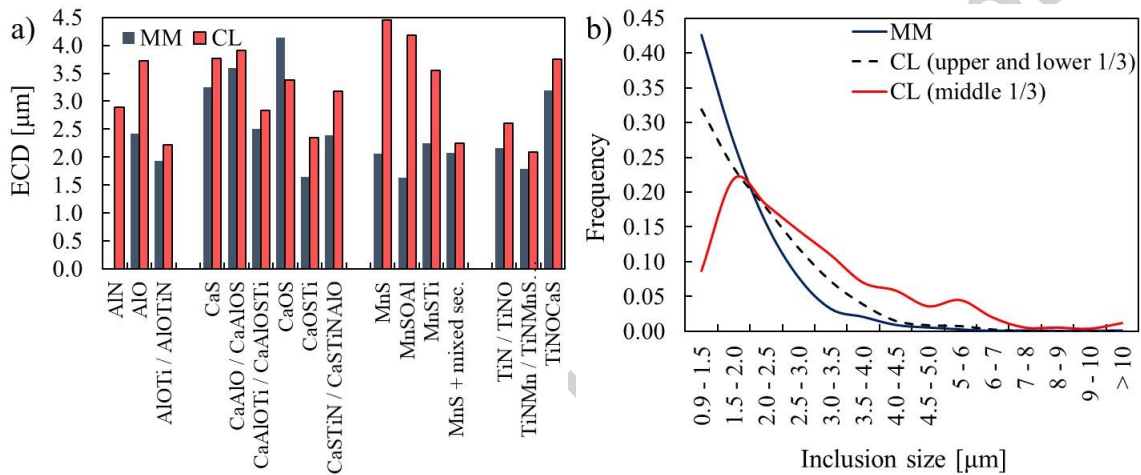 a)
MM
CL
ECD [μm]
4.5
4.0
3.5
3.0
2.5
2.0
1.5
1.0
0.5
0.0
AlN
AlO
AlOTi / AlOTiN
CaS
CaAlO / CaAlOS
CaAlOTi / CaAlOSTi
CaOS
CaOSTi
CaSTiN / CaSTiNAlO
MnS
MnSOAl
MnSTi
MnS + mixed sec.
TiN / TiNO
TiNMn / TiNMnS...
TiNOCaS
b)
MM
CL (upper and lower 1/3)
CL (middle 1/3)
Frequency
0.45
0.40
0.35
0.30
0.25
0.20
0.15
0.10
0.05
0.00
0.9 - 1.5
1.5 - 2.0
2.0 - 2.5
2.5 - 3.0
3.0 - 3.5
3.5 - 4.0
4.0 - 4.5
4.5 - 5.0
5 - 6
6 - 7
7 - 8
8 - 9
9 - 10
> 10
Inclusion size [μm]